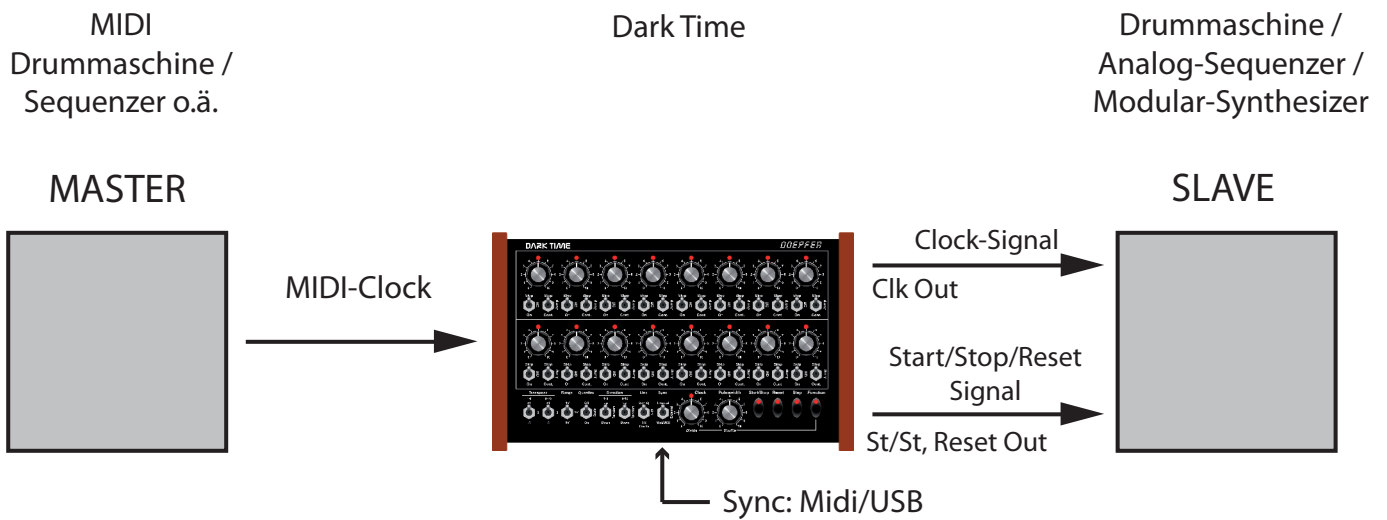 MIDI
Drummaschine /
Sequenzer o.ä.
Dark Time
Drummaschine /
Analog-Sequenzer /
Modular-Synthesizer
MASTER
SLAVE
MIDI-Clock
DARK TIME
DOEPFER
Clock-Signal
Clk Out
Start/Stop/Reset
Signal
St/St, Reset Out
Sync: Midi/USB